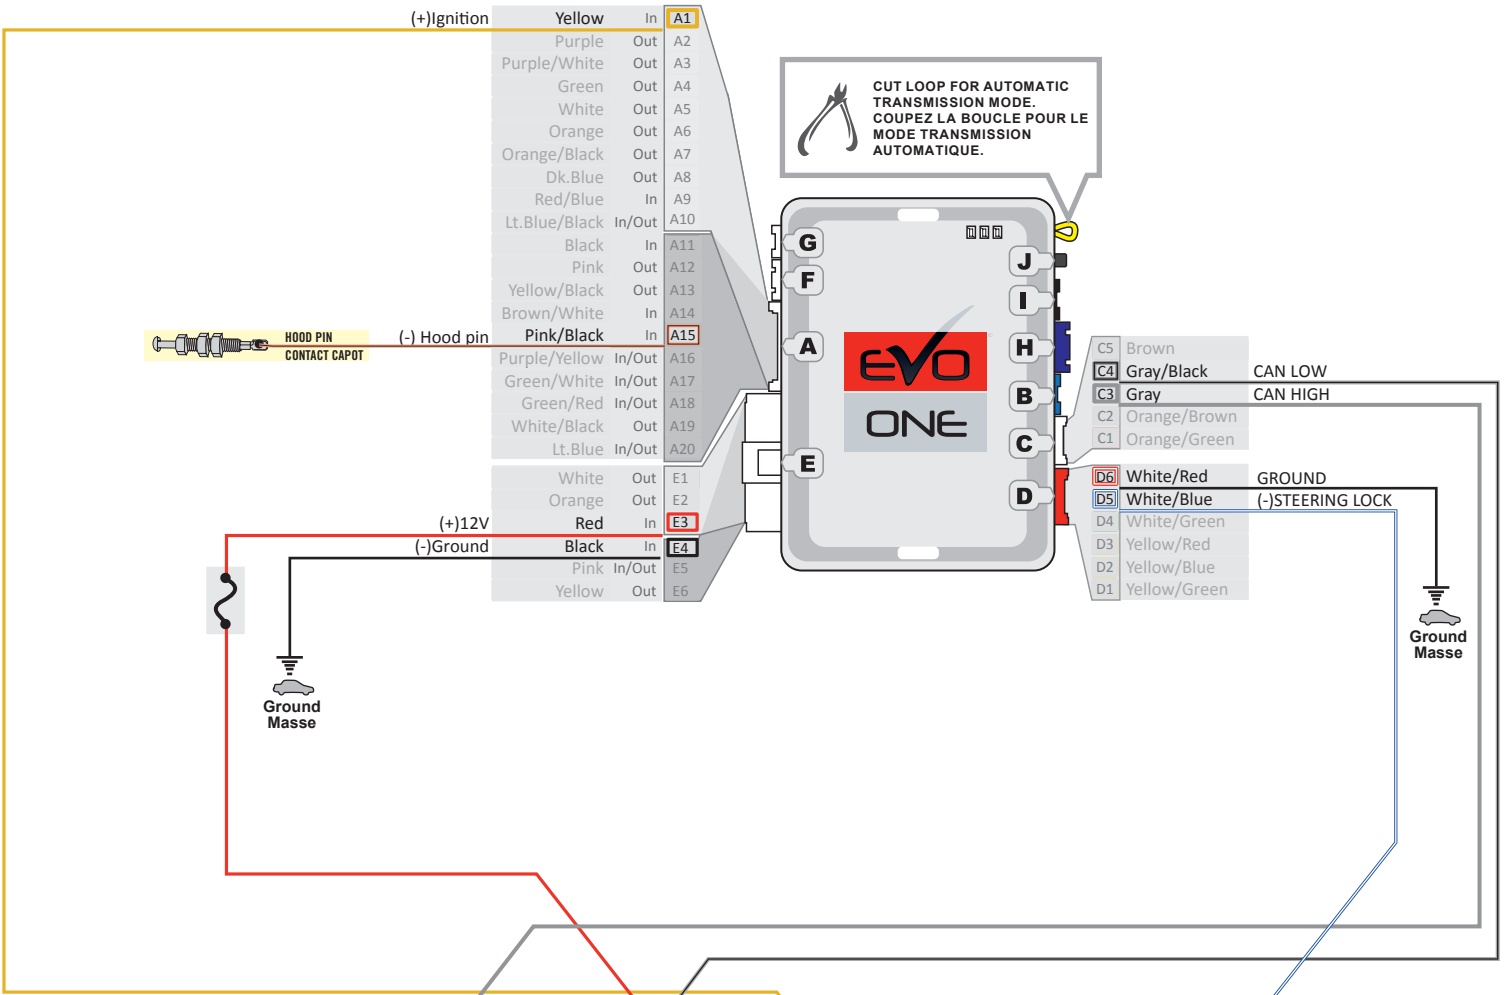 (+)Ignition Yellow In A1
Purple Out A2
Purple/White Out A3
Green Out A4
White Out A5
Orange Out A6
Orange/Black Out A7
Dk.Blue Out A8
Red/Blue In A9
Lt.Blue/Black In/Out A10
Black In A11
Pink Out A12
Yellow/Black Out A13
Brown/White In A14
(-) Hood pin Pink/Black In A15
Purple/Yellow In/Out A16
Green/White In/Out A17
Green/Red In/Out A18
White/Black Out A19
Lt.Blue In/Out A20
White Out E1
Orange Out E2
(+)12V Red In E3
(-)Ground Black In E4
Pink In/Out E5
Yellow Out E6
HOOD PIN
CONTACT CAPOT
Ground
Masse
CUT LOOP FOR AUTOMATIC
TRANSMISSION MODE.
COUPEZ LA BOUCLE POUR LE
MODE TRANSMISSION
AUTOMATIQUE.
G
F
A
E
J
I
H
B
C
D
EVO
ONE
C5 Brown
C4 Gray/Black CAN LOW
C3 Gray CAN HIGH
C2 Orange/Brown
C1 Orange/Green
D6 White/Red GROUND
D5 White/Blue (-)STEERING LOCK
D4 White/Green
D3 Yellow/Red
D2 Yellow/Blue
D1 Yellow/Green
Ground
Masse